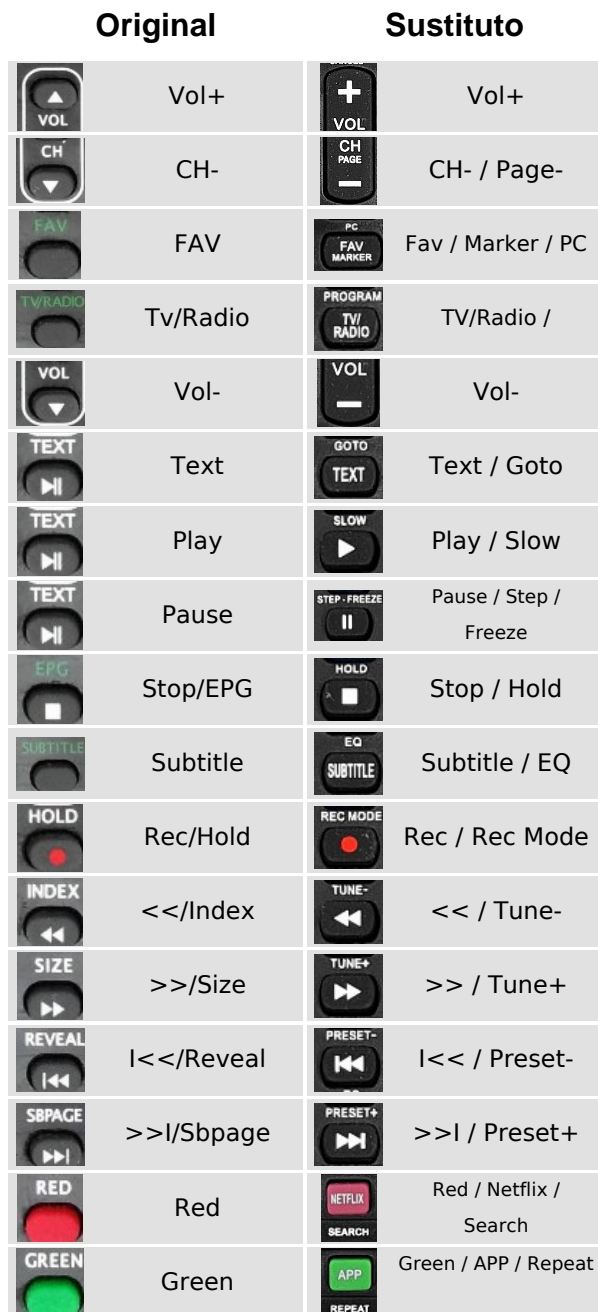 Original Sustituto
VOL Vol+ VOL Vol+
CH CH- CH PAGE CH- / Page-
FAV FAV PC FAV MARKER Fav / Marker / PC
TV/RADIO Tv/Radio PROGRAM TV/ RADIO TV/Radio /
VOL Vol- VOL Vol-
TEXT Text GOTO TEXT Text / Goto
TEXT Play SLOW Play / Slow
TEXT Pause STEP-FREEZE Pause / Step /
Freeze
EPG Stop/EPG HOLD Stop / Hold
SUBTITLE Subtitle EQ SUBTITLE Subtitle / EQ
HOLD Rec/Hold REC MODE Rec / Rec Mode
INDEX <</Index TUNE- << / Tune-
SIZE >>/Size TUNE+ >> / Tune+
REVEAL I<</Reveal PRESET- I<< / Preset-
SBPAGE >>I/Sbpage PRESET+ >>I / Preset+
RED Red NETFLIX SEARCH Red / Netflix /
Search
GREEN Green APP REPEAT Green / APP / Repeat